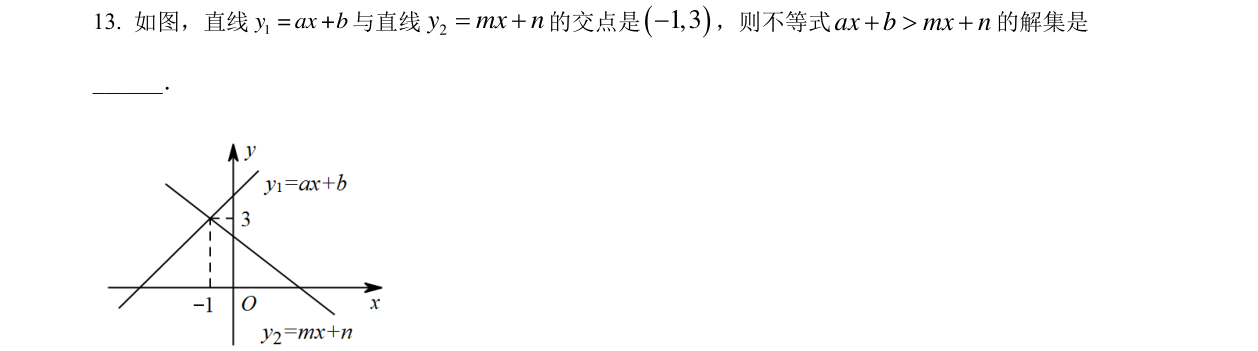 13. 如图，直线 y₁ =ax+b 与直线 y₂ = mx+n 的交点是(−1,3)，则不等式 ax+b > mx+n 的解集是
______.
y
y₁=ax+b
3
−1 O x
y₂=mx+n